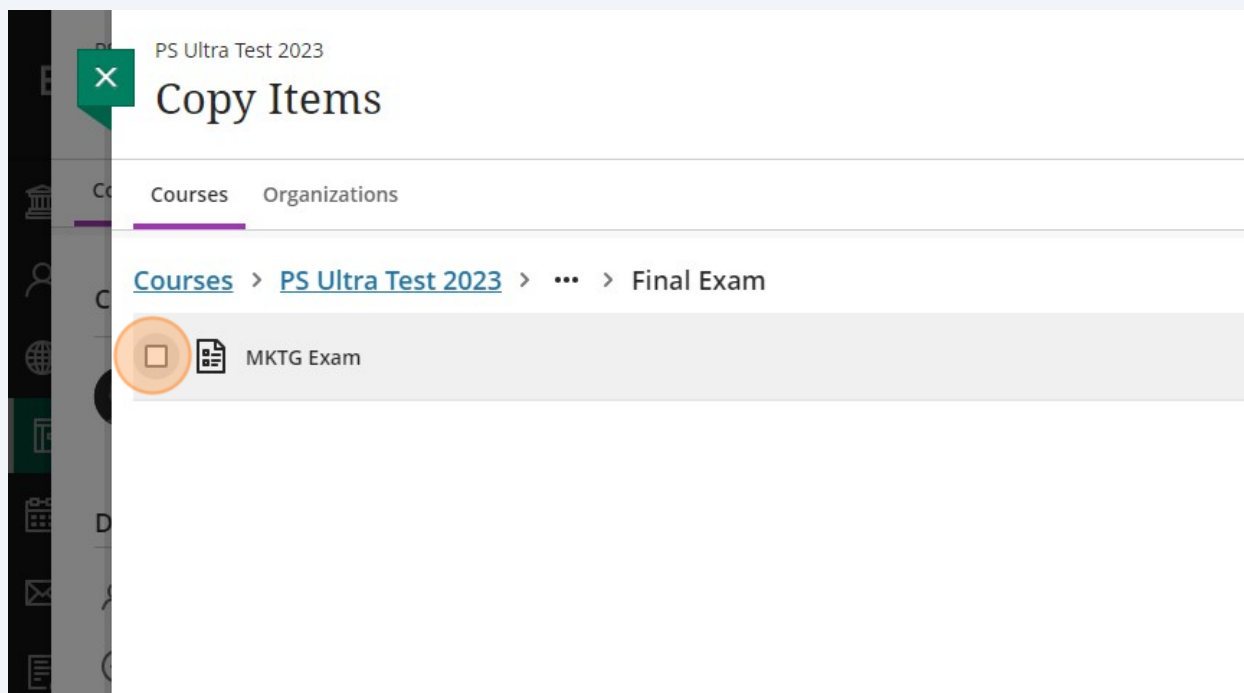 PS Ultra Test 2023
Copy Items
Courses Organizations
Courses > PS Ultra Test 2023 > ••• > Final Exam
MKTG Exam